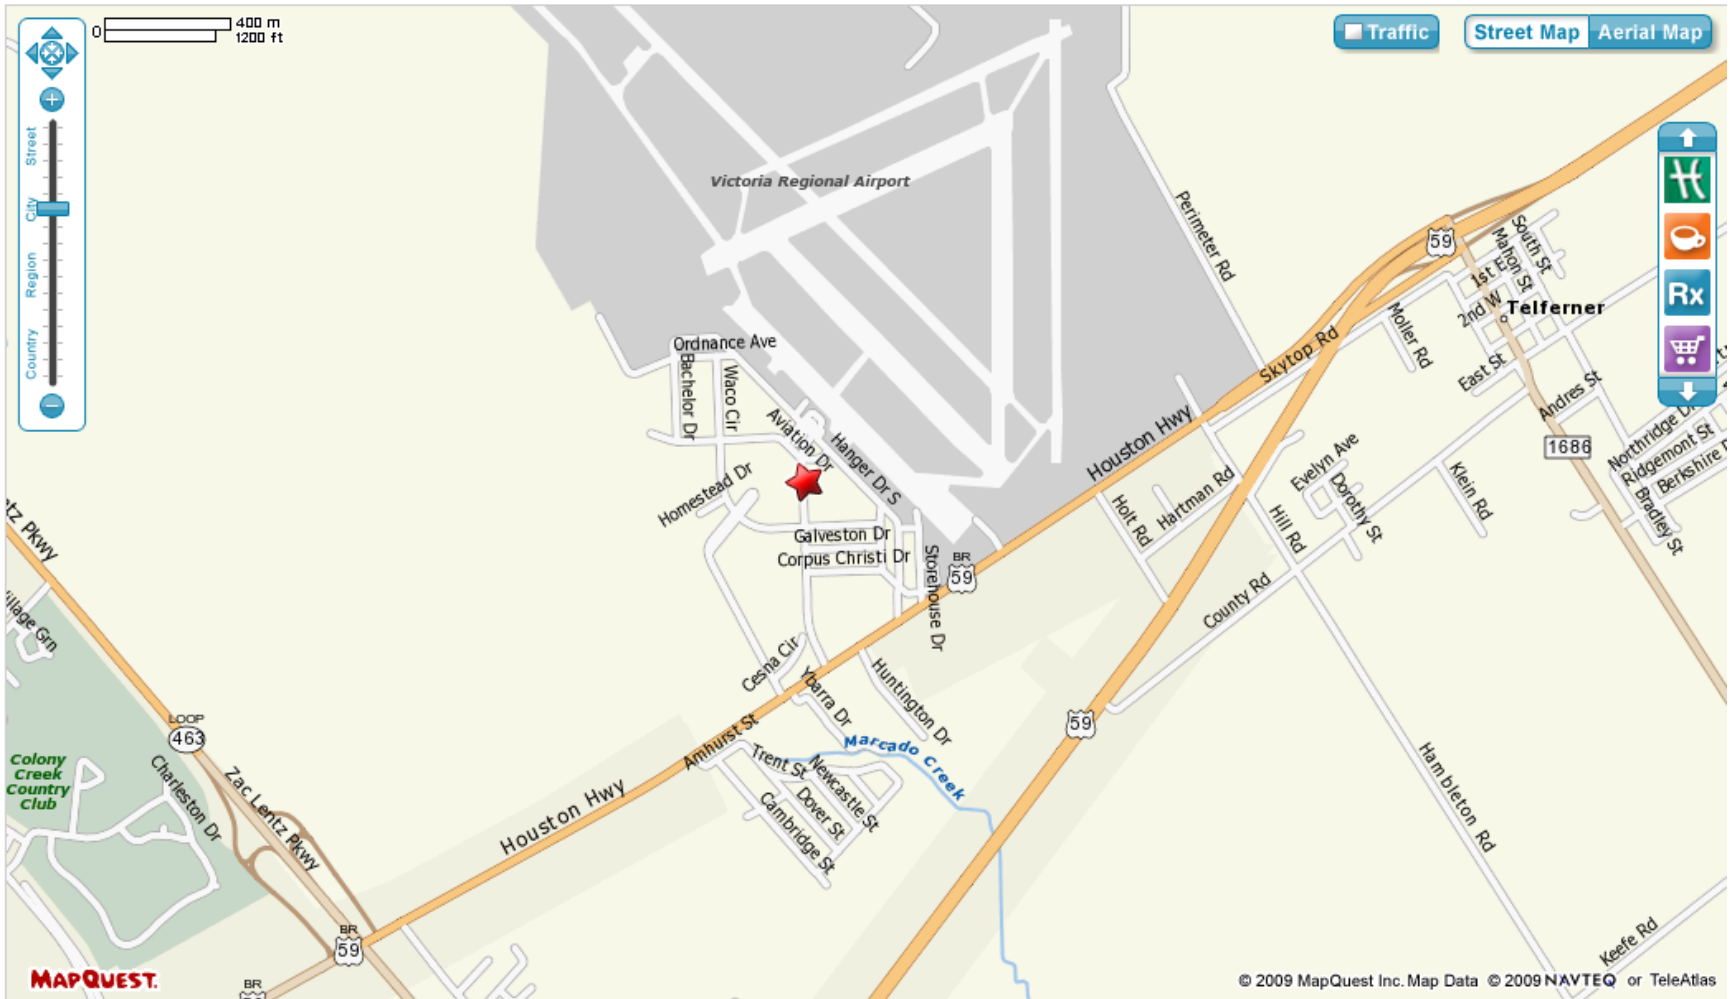 400 m
0
1200 ft
Traffic
Street Map
Aerial Map
Street
City
Region
Country
Victoria Regional Airport
Perimeter Rd
59
South St
Mahon St
1st E
2nd W
Telferner
Rx
Moller Rd
Skytop Rd
East St
Andres St
Ordnance Ave
Bachelor Dr
Waco Cir
Aviation Dr
Hanger Dr S
Houston Hwy
1686
Northridge Dr
Ridgemont St
Berkshire
Bradley St
Homestead Dr
Evelyn Ave
Dorothy St
Klein Rd
Hartman Rd
Holt Rd
Hill Rd
Galveston Dr
Corpus Christi Dr
Storehouse Dr
BR
59
County Rd
ntz Pkwy
illage Grn
Cesna Cir
Ybarra Dr
Huntington Dr
LOOP
463
59
Amhurst St
Marcado Creek
Trent St
Newcastle St
Dover St
Cambridge St
Colony
Creek
Country
Club
Charleston Dr
Zac Lentz Pkwy
Houston Hwy
Hambleton Rd
Keefe Rd
BR
59
BR
MAPQUEST.
© 2009 MapQuest Inc. Map Data © 2009 NAVTEQ or TeleAtlas